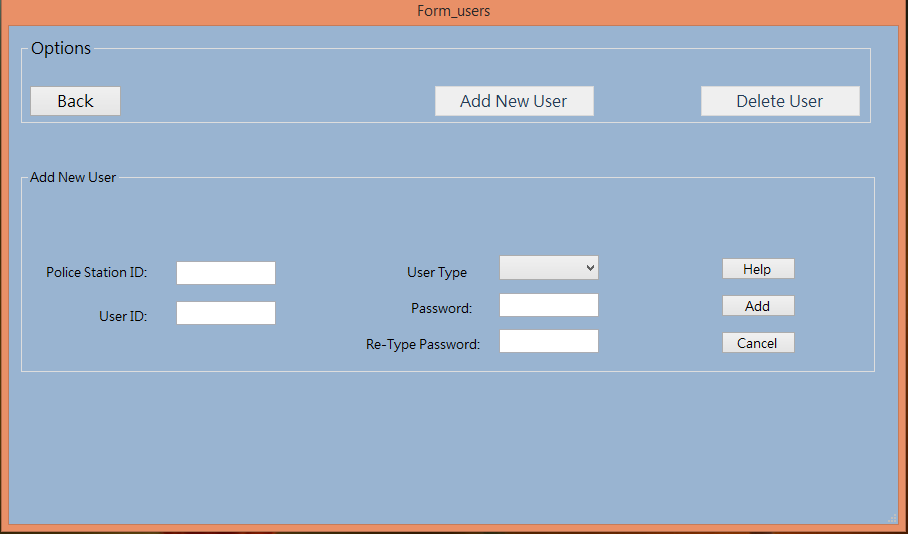 Form_users
Options
Back
Add New User
Delete User
Add New User
Police Station ID:
User ID:
User Type
Password:
Re-Type Password:
Help
Add
Cancel